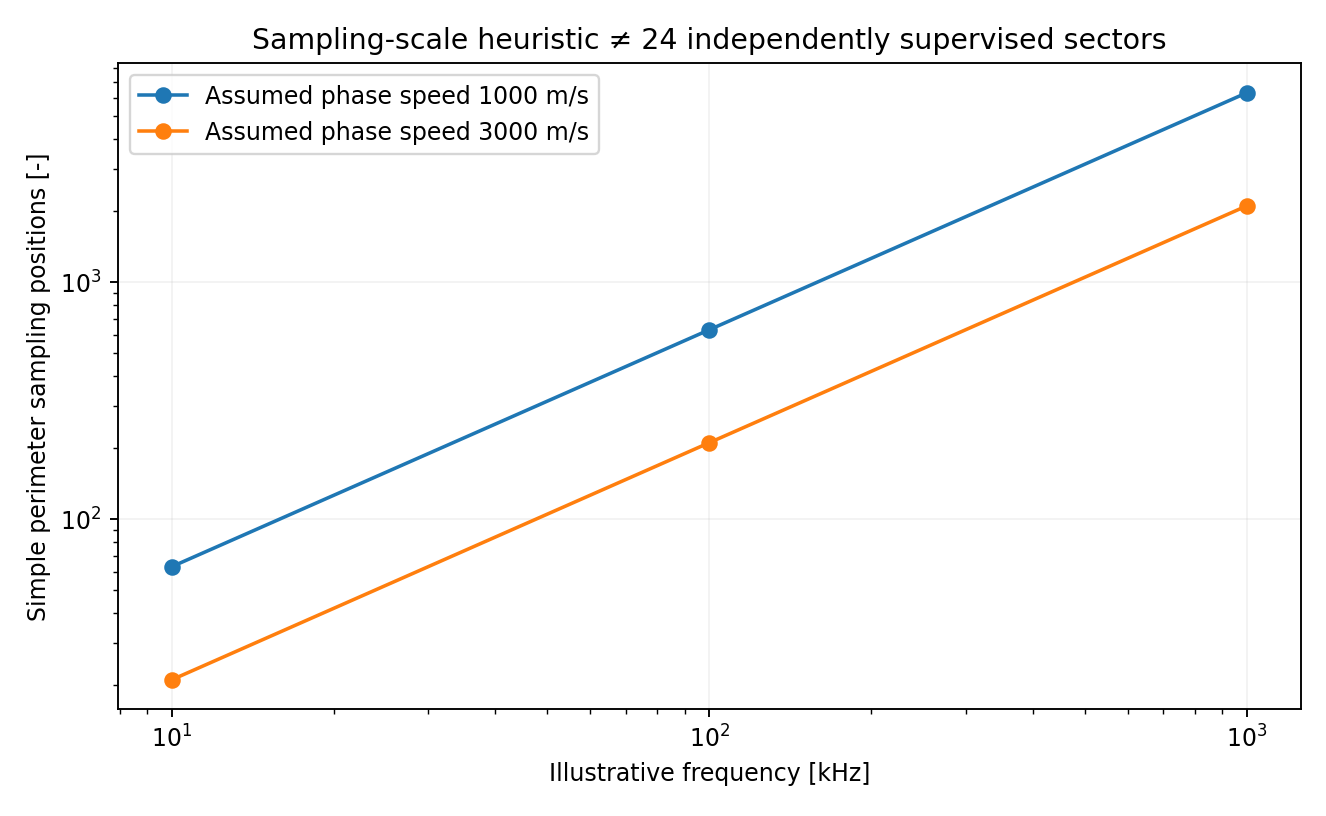 Sampling-scale heuristic ≠ 24 independently supervised sectors
Assumed phase speed 1000 m/s
Assumed phase speed 3000 m/s
Simple perimeter sampling positions [-]
10³
10²
10¹ 10² 10³
Illustrative frequency [kHz]